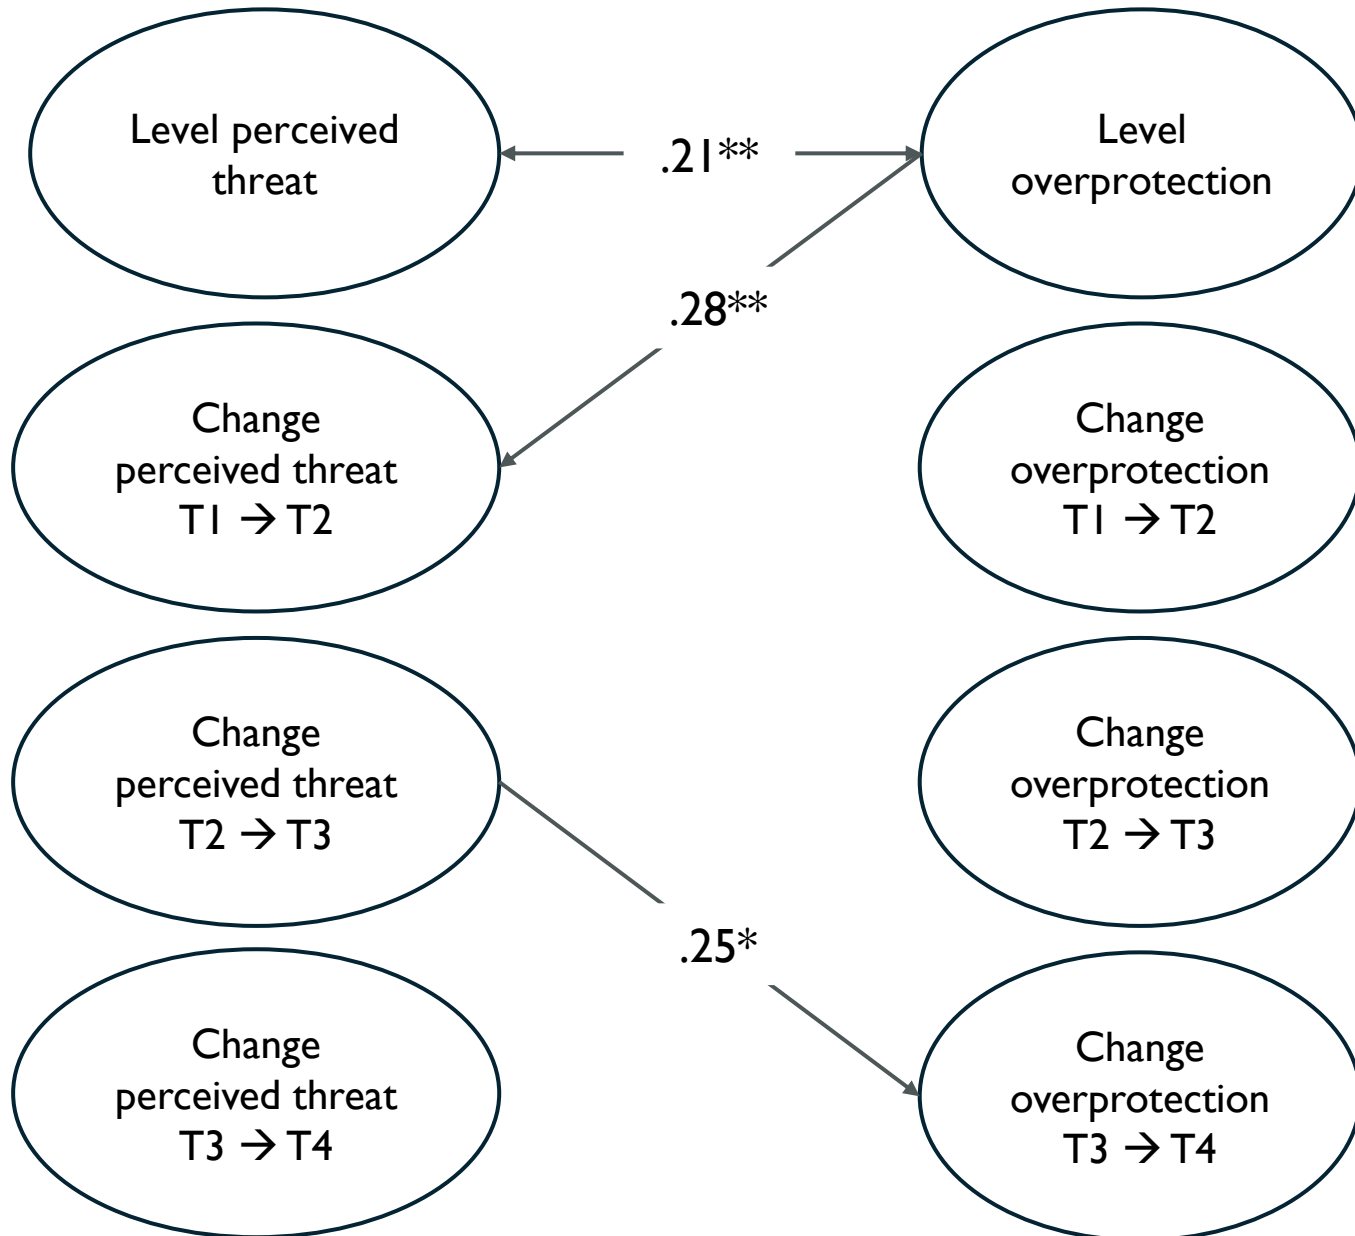 Level perceived
threat
.21**
Level
overprotection
.28**
Change
perceived threat
T1 → T2
Change
overprotection
T1 → T2
Change
perceived threat
T2 → T3
Change
overprotection
T2 → T3
.25*
Change
perceived threat
T3 → T4
Change
overprotection
T3 → T4